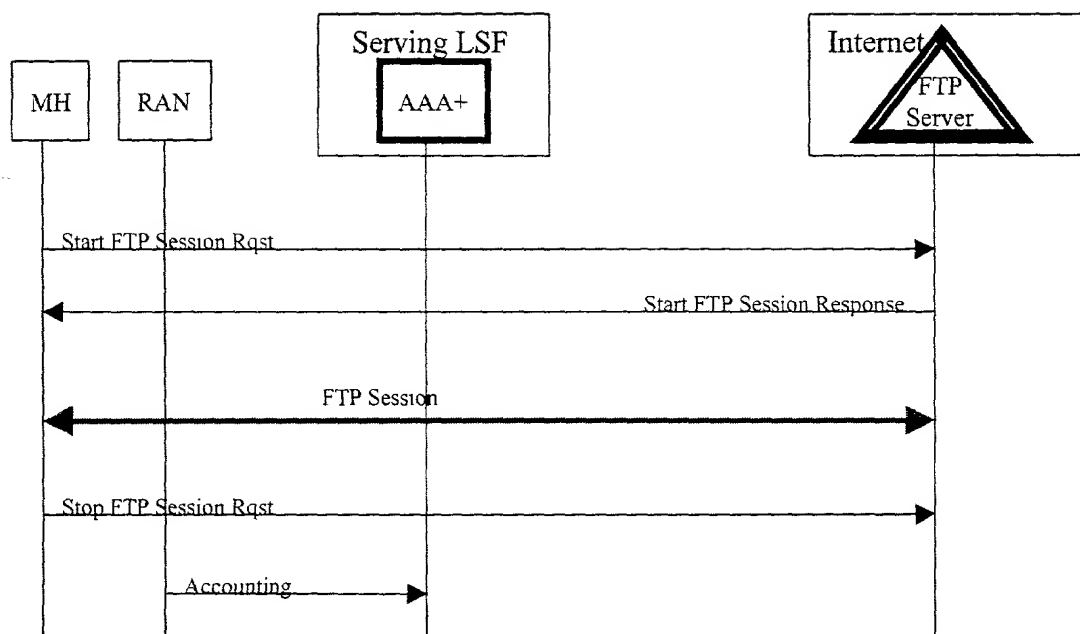 Serving LSF
Internet
MH
RAN
AAA+
FTP
Server
Start FTP Session Rqst
Start FTP Session Response
FTP Session
Stop FTP Session Rqst
Accounting